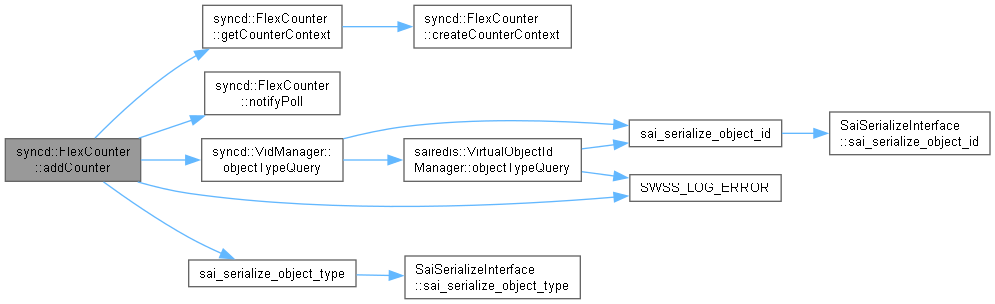 syncd::FlexCounter
::addCounter
syncd::FlexCounter
::getCounterContext
syncd::FlexCounter
::createCounterContext
syncd::FlexCounter
::notifyPoll
syncd::VidManager::
objectTypeQuery
sairedis::VirtualObjectId
Manager::objectTypeQuery
sai_serialize_object_id
SaiSerializeInterface
::sai_serialize_object_id
SWSS_LOG_ERROR
sai_serialize_object_type
SaiSerializeInterface
::sai_serialize_object_type